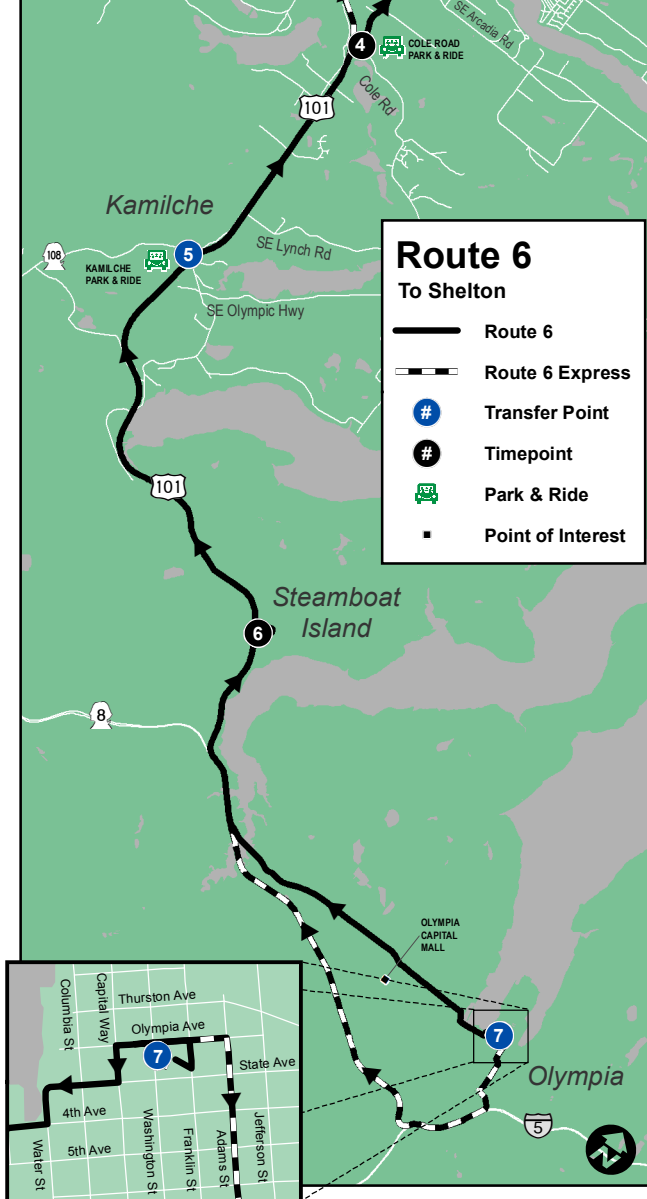 SE Arcadia Rd
4
COLE ROAD
PARK & RIDE
Cole Rd
101
Kamilche
108
5
SE Lynch Rd
KAMILCHE
PARK & RIDE
SE Olympic Hwy
Route 6
To Shelton
Route 6
Route 6 Express
# Transfer Point
# Timepoint
Park & Ride
Point of Interest
101
Steamboat
Island
6
8
OLYMPIA
CAPITAL
MALL
7
Olympia
5
Columbia St
Capital Way
Thurston Ave
Olympia Ave
7
State Ave
4th Ave
5th Ave
Water St
Washington St
Franklin St
Adams St
Jefferson St
N